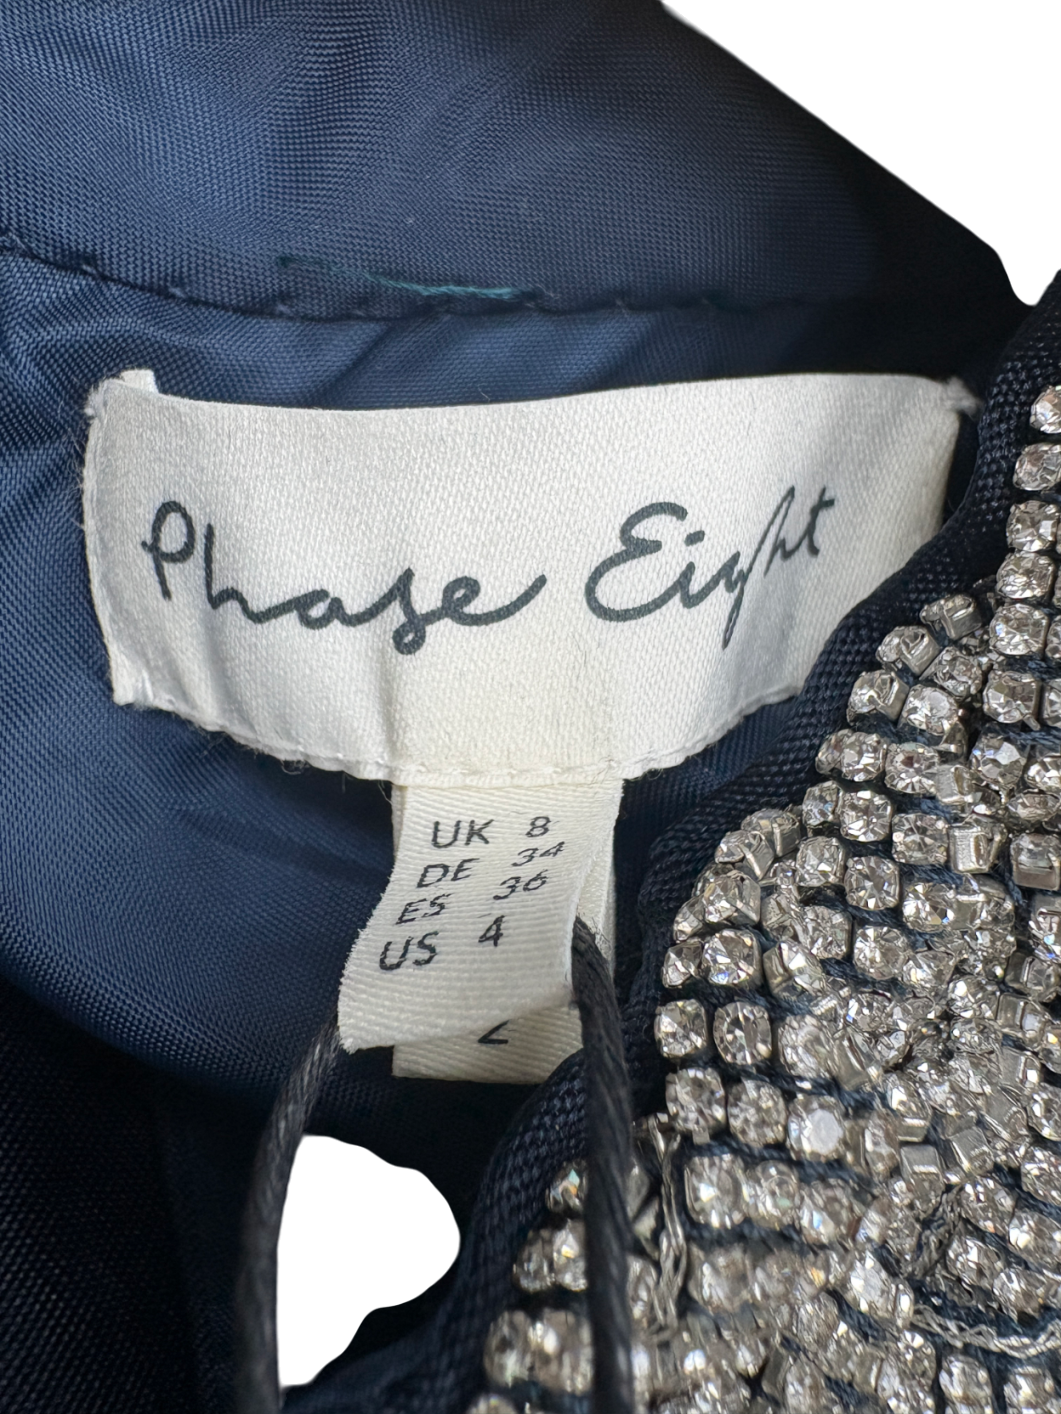 Phase Eight
UK 8
DE 34
ES 36
US 4